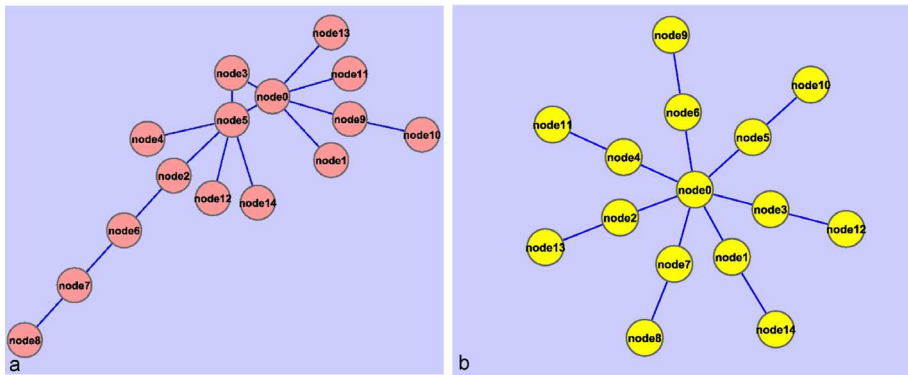 node13
node3
node11
node0
node5
node9
node4
node10
node1
node2
node12
node14
node6
node7
node8
a
node9
node10
node6
node11
node5
node4
node0
node3
node2
node12
node13
node1
node7
node14
node8
b